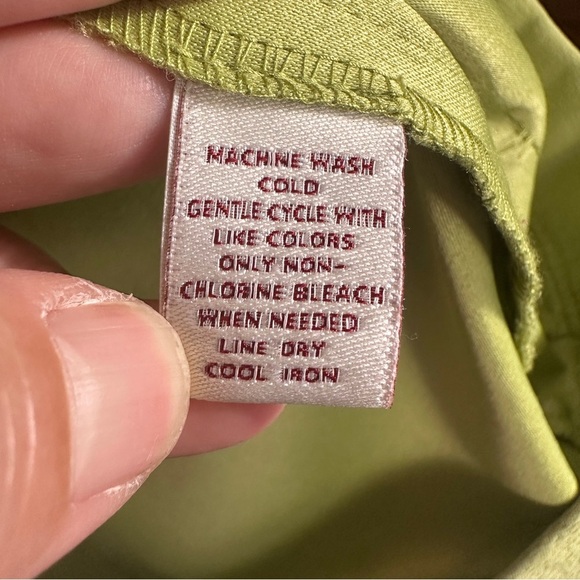 MACHINE WASH
COLD
GENTLE CYCLE WITH
LIKE COLORS
ONLY NON-
CHLORINE BLEACH
WHEN NEEDED
LINE DRY
COOL IRON